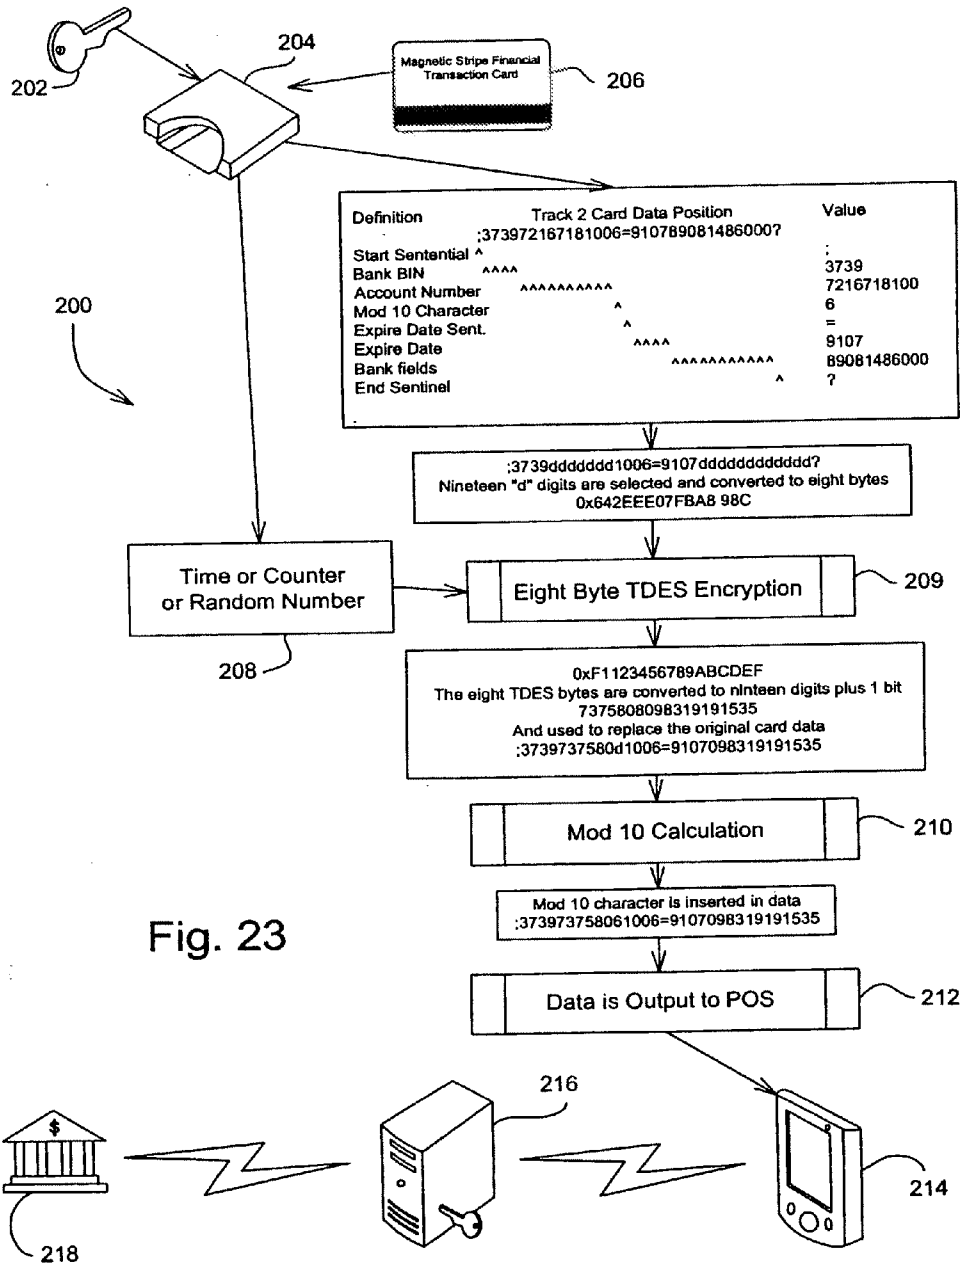 202
204
Magnetic Stripe Financial
Transaction Card
206
Definition Track 2 Card Data Position Value
;373972167181006=9107890814486000?
Start Sentential ^ ;
Bank BIN ^^^^ 3739
Account Number ^^^^^^^^^^ 7216718100
Mod 10 Character ^ 6
Expire Date Sent. ^ =
Expire Date ^^^^ 9107
Bank fields ^^^^^^^^^^^ 89081486000
End Sentinel ^ ?
200
;3739ddddddd1006=9107dddddddddddd?
Nineteen "d" digits are selected and converted to eight bytes
0x642EEE07FBA8 98C
Time or Counter
or Random Number
208
Eight Byte TDES Encryption
209
0xF1123456789ABCDEF
The eight TDES bytes are converted to ninteen digits plus 1 bit
7375808098319191535
And used to replace the original card data
;3739737580d1006=9107098319191535
Mod 10 Calculation
210
Mod 10 character is inserted in data
;373973758061006=9107098319191535
Fig. 23
Data is Output to POS
212
216
214
$
218